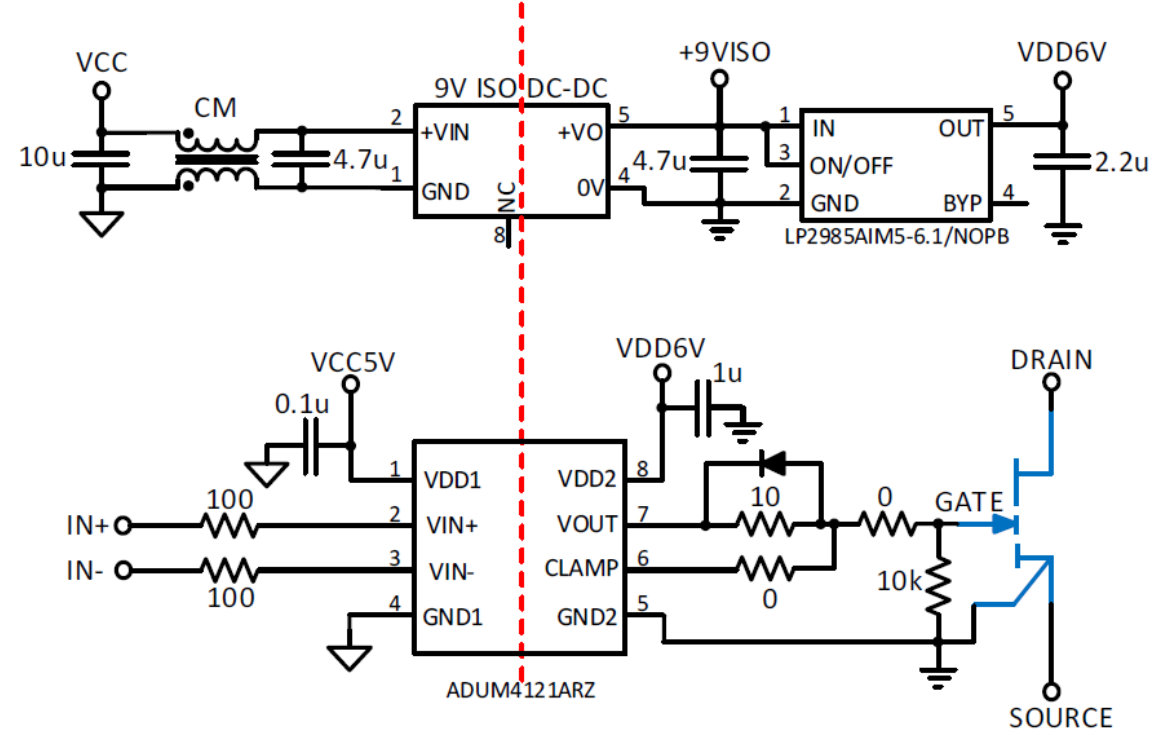 VCC
CM
10u
4.7u
9V ISO DC-DC
2
+VIN
1
GND
NC
8
+VO
5
0V
4
+9VISO
4.7u
1
IN
3
ON/OFF
2
GND
OUT
5
BYP
4
LP2985AIM5-6.1/NOPB
VDD6V
2.2u
VCC5V
0.1u
IN+
100
IN-
100
1
VDD1
2
VIN+
3
VIN-
4
GND1
VDD2
8
VOUT
7
CLAMP
6
GND2
5
ADUM4121ARZ
VDD6V
1u
10
0
0
GATE
10k
DRAIN
SOURCE